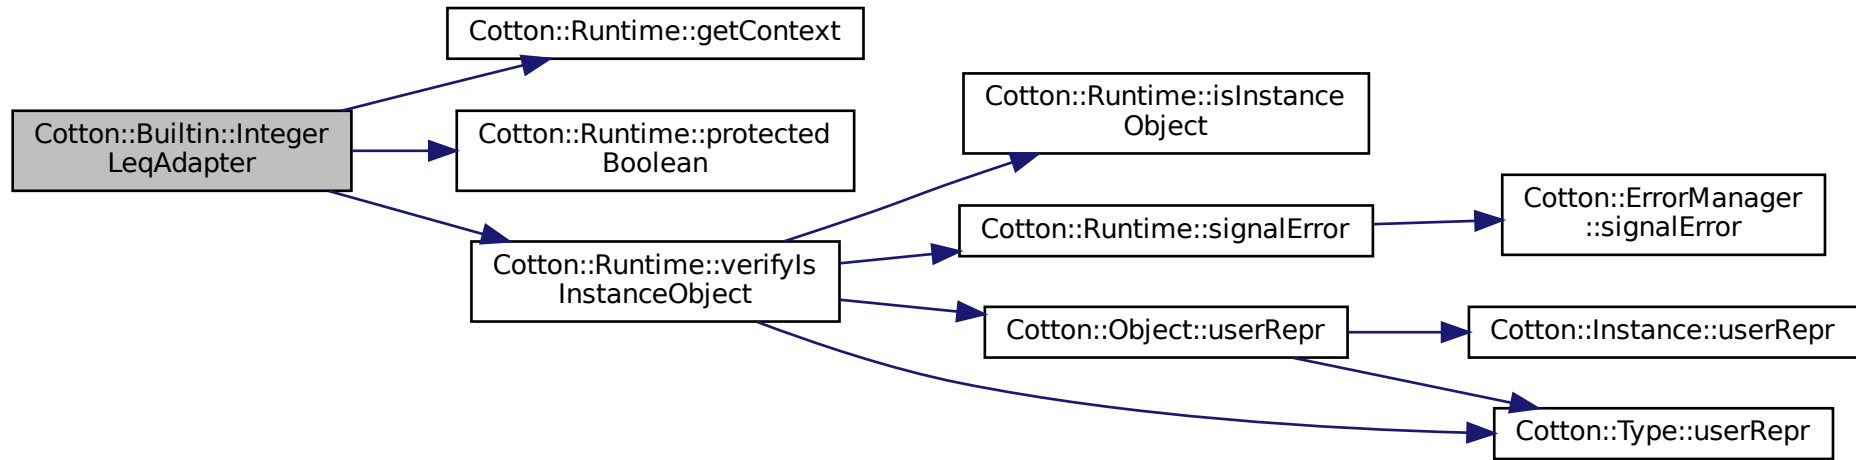 Cotton::Runtime::getContext
Cotton::Builtin::Integer
LeqAdapter
Cotton::Runtime::protected
Boolean
Cotton::Runtime::verifyIs
InstanceObject
Cotton::Runtime::isInstance
Object
Cotton::Runtime::signalError
Cotton::Object::userRepr
Cotton::ErrorManager
::signalError
Cotton::Instance::userRepr
Cotton::Type::userRepr